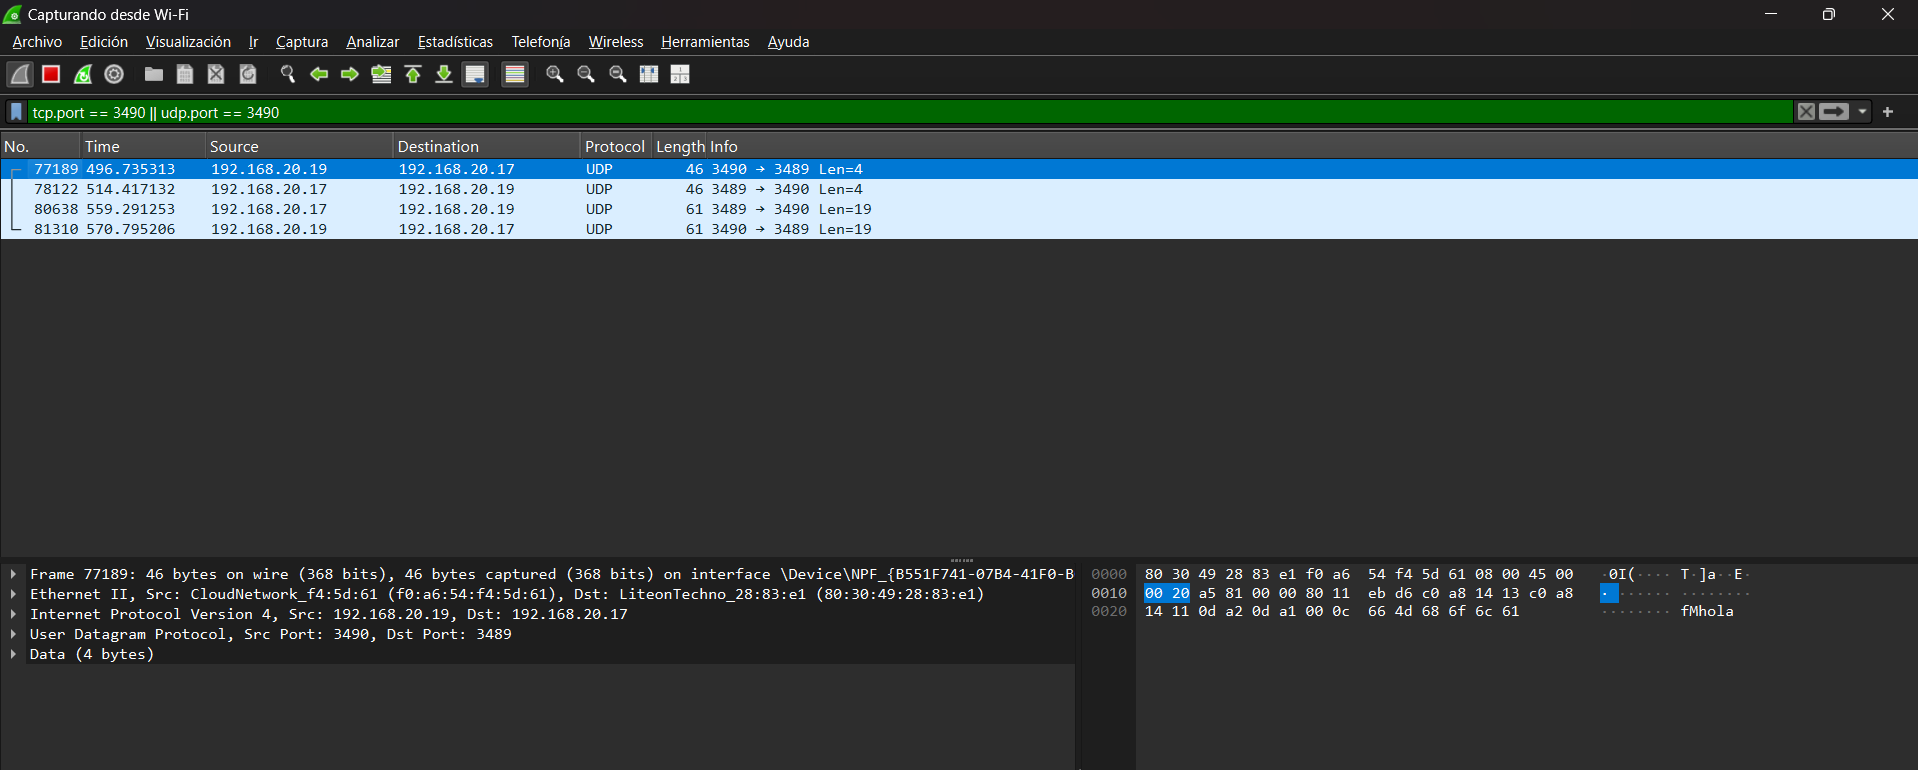 Capturando desde Wi-Fi
Archivo Edición Visualización Ir Captura Analizar Estadísticas Telefonía Wireless Herramientas Ayuda
tcp.port == 3490 || udp.port == 3490
No. Time Source Destination Protocol Length Info
77189 496.735313 192.168.20.19 192.168.20.17 UDP 46 3490 → 3489 Len=4
78122 514.417132 192.168.20.17 192.168.20.19 UDP 46 3489 → 3490 Len=4
80638 559.291253 192.168.20.17 192.168.20.19 UDP 61 3489 → 3490 Len=19
81310 570.795206 192.168.20.19 192.168.20.17 UDP 61 3490 → 3489 Len=19
Frame 77189: 46 bytes on wire (368 bits), 46 bytes captured (368 bits) on interface \Device\NPF_{B551F741-07B4-41F0-B
Ethernet II, Src: CloudNetwork_f4:5d:61 (f0:a6:54:f4:5d:61), Dst: LiteonTechno_28:83:e1 (80:30:49:28:83:e1)
Internet Protocol Version 4, Src: 192.168.20.19, Dst: 192.168.20.17
User Datagram Protocol, Src Port: 3490, Dst Port: 3489
Data (4 bytes)
0000 80 30 49 28 83 e1 f0 a6 54 f4 5d 61 08 00 45 00 ·0I(···· T·]a··E·
0010 00 20 a5 81 00 00 80 11 eb d6 c0 a8 14 13 c0 a8 · ······ ········
0020 14 11 0d a2 0d a1 00 0c 66 4d 68 6f 6c 61 ········ fMhola